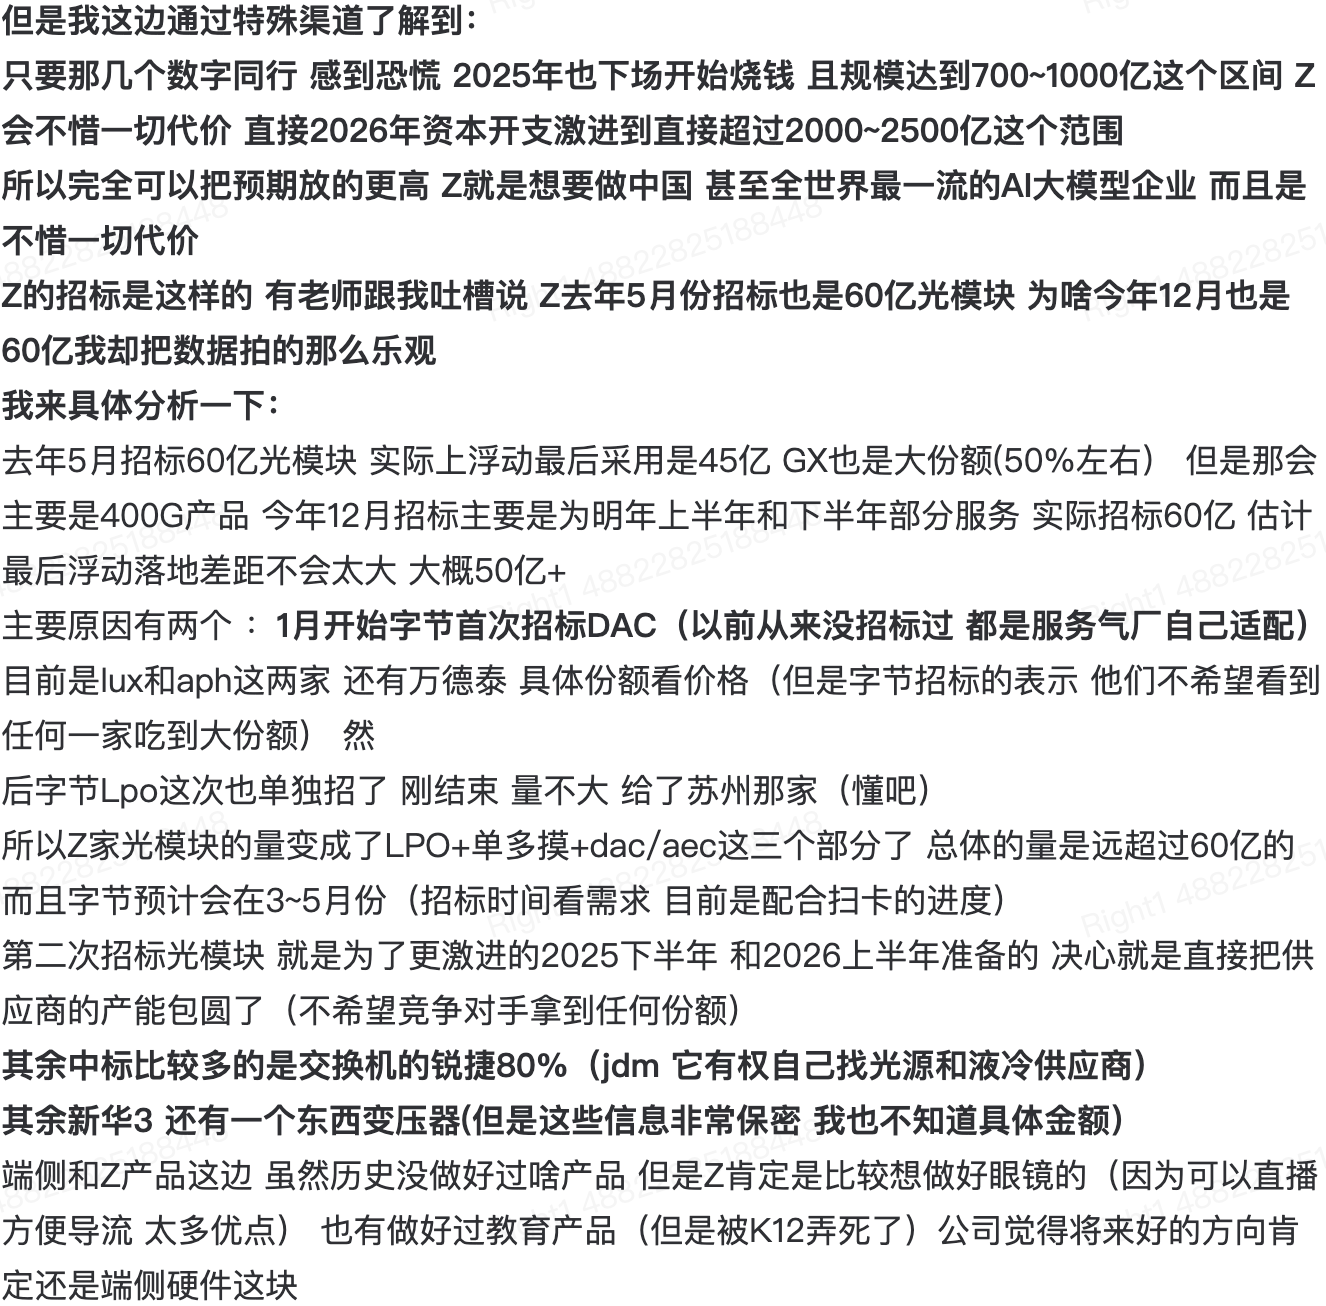 但是我这边通过特殊渠道了解到：
只要那几个数字同行 感到恐慌 2025年也下场开始烧钱 且规模达到700~1000亿这个区间 Z
会不惜一切代价 直接2026年资本开支激进到直接超过2000~2500亿这个范围
所以完全可以把预期放的更高 Z就是想要做中国 甚至全世界最一流的AI大模型企业 而且是
不惜一切代价
Z的招标是这样的 有老师跟我吐槽说 Z去年5月份招标也是60亿光模块 为啥今年12月也是
60亿我却把数据拍的那么乐观
我来具体分析一下：
去年5月招标60亿光模块 实际上浮动最后采用是45亿 GX也是大份额(50%左右） 但是那会
主要是400G产品 今年12月招标主要是为明年上半年和下半年部分服务 实际招标60亿 估计
最后浮动落地差距不会太大 大概50亿+
主要原因有两个 ：1月开始字节首次招标DAC（以前从来没招标过 都是服务气厂自己适配）
目前是lux和aph这两家 还有万德泰 具体份额看价格（但是字节招标的表示 他们不希望看到
任何一家吃到大份额） 然
后字节Lpo这次也单独招了 刚结束 量不大 给了苏州那家（懂吧）
所以Z家光模块的量变成了LPO+单多摸+dac/aec这三个部分了 总体的量是远超过60亿的
而且字节预计会在3~5月份（招标时间看需求 目前是配合扫卡的进度）
第二次招标光模块 就是为了更激进的2025下半年 和2026上半年准备的 决心就是直接把供
应商的产能包圆了（不希望竞争对手拿到任何份额）
其余中标比较多的是交换机的锐捷80%（jdm 它有权自己找光源和液冷供应商）
其余新华3 还有一个东西变压器(但是这些信息非常保密 我也不知道具体金额）
端侧和Z产品这边 虽然历史没做好过啥产品 但是Z肯定是比较想做好眼镜的（因为可以直播
方便导流 太多优点） 也有做好过教育产品（但是被K12弄死了）公司觉得将来好的方向肯
定还是端侧硬件这块